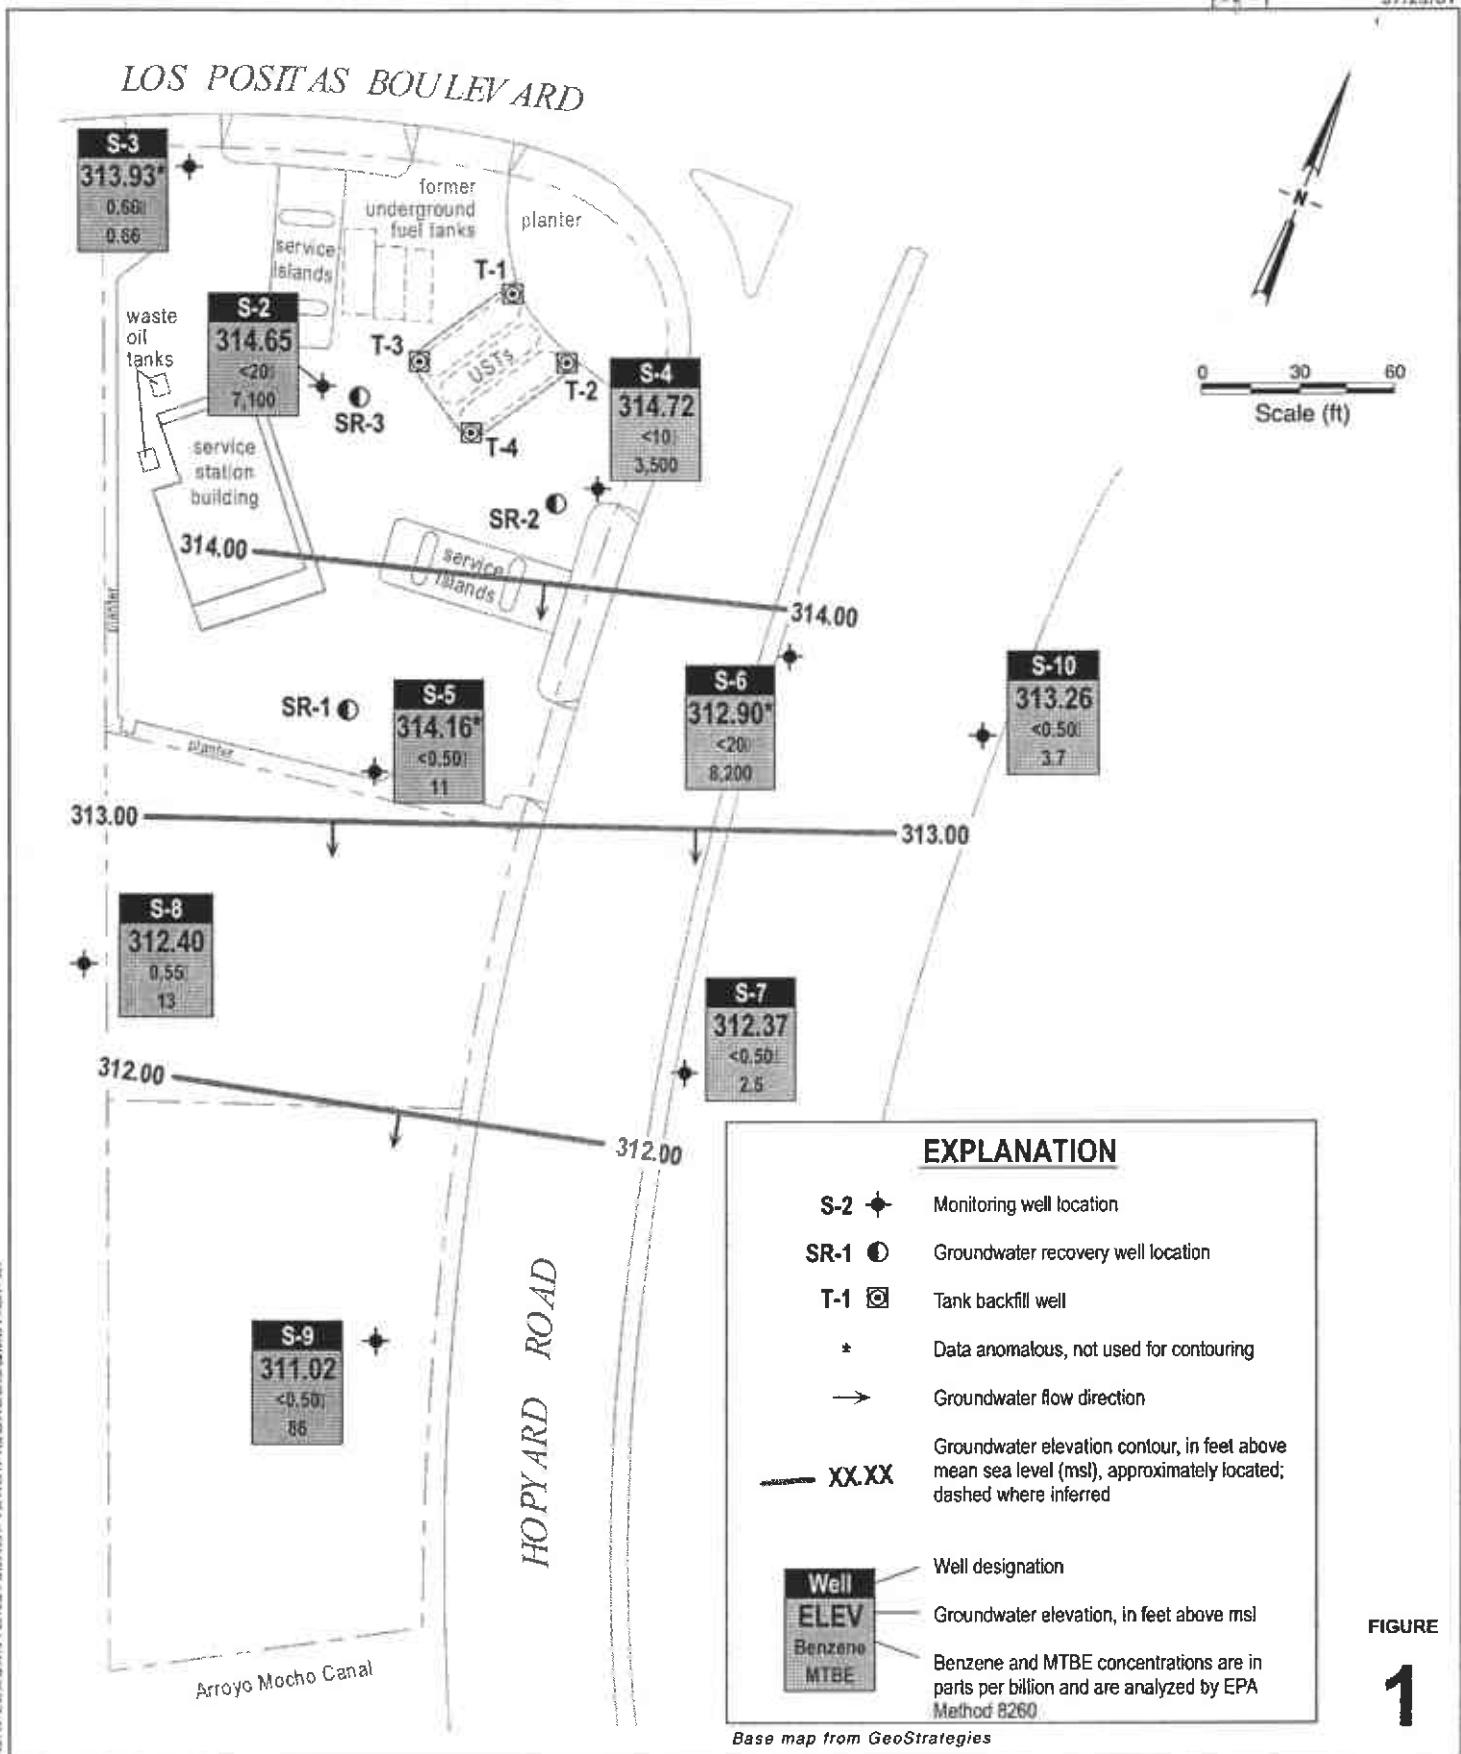 LOS POSITAS BOULEVARD
S-3
313.93*
0.66
0.66
former
underground
fuel tanks
planter
service
islands
N
T-1
waste
oil
tanks
S-2
314.65
<20
7,100
T-3
USTs
T-2
S-4
314.72
<10
3,500
0 30 60
Scale (ft)
SR-3
T-4
service
station
building
SR-2
314.00
service
islands
planter
314.00
S-10
313.26
<0.50
3.7
S-6
312.90*
<20
8,200
SR-1
S-5
314.16*
<0.50
11
planter
313.00
313.00
S-8
312.40
0.55
13
S-7
312.37
<0.50
2.5
312.00
312.00
S-9
311.02
<0.50
86
HOPYARD ROAD
Arroyo Mocho Canal
EXPLANATION
S-2 Monitoring well location
SR-1 Groundwater recovery well location
T-1 Tank backfill well
* Data anomalous, not used for contouring
Groundwater flow direction
Groundwater elevation contour, in feet above
XX.XX mean sea level (msl), approximately located;
dashed where inferred
Well
ELEV
Benzene
MTBE
Well designation
Groundwater elevation, in feet above msl
Benzene and MTBE concentrations are in
parts per billion and are analyzed by EPA
Method 8260
FIGURE
1
Base map from GeoStrategies